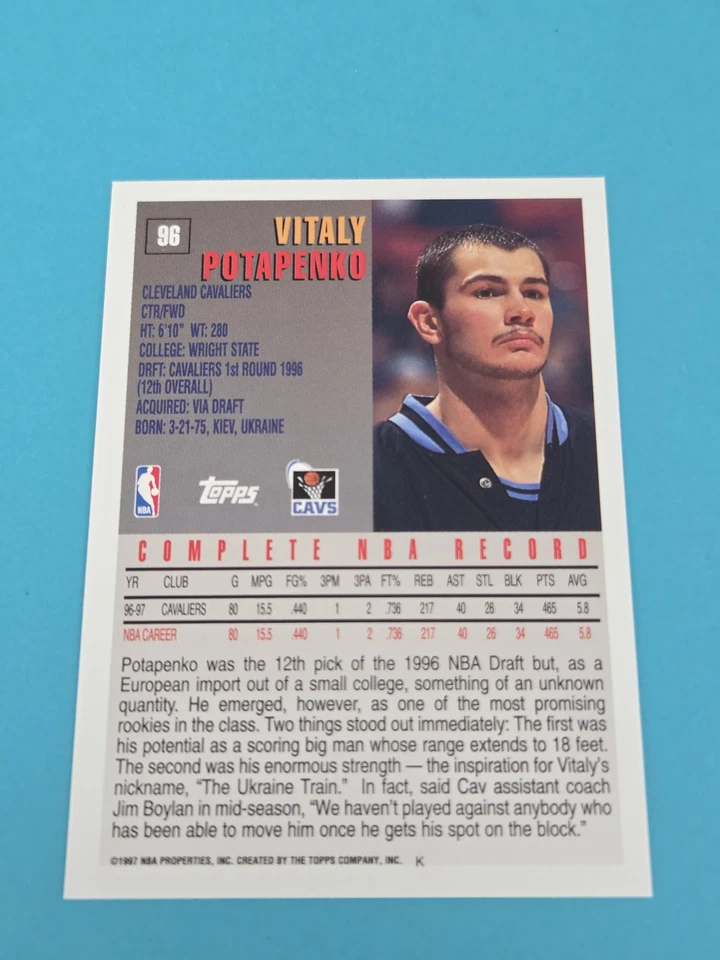 96
VITALY
POTAPENKO
CLEVELAND CAVALIERS
CTR/FWD
HT: 6'10" WT: 280
COLLEGE: WRIGHT STATE
DRFT: CAVALIERS 1st ROUND 1996
(12th OVERALL)
ACQUIRED: VIA DRAFT
BORN: 3-21-75, KIEV, UKRAINE
NBA
TOPPS
CAVS
COMPLETE NBA RECORD
YR CLUB G MPG FG% 3PM 3PA FT% REB AST STL BLK PTS AVG
96-97 CAVALIERS 80 15.5 .440 1 2 .736 217 40 26 34 465 5.8
NBA CAREER 80 15.5 .440 1 2 .736 217 40 26 34 465 5.8
Potapenko was the 12th pick of the 1996 NBA Draft but, as a
European import out of a small college, something of an unknown
quantity. He emerged, however, as one of the most promising
rookies in the class. Two things stood out immediately: The first was
his potential as a scoring big man whose range extends to 18 feet.
The second was his enormous strength — the inspiration for Vitaly's
nickname, "The Ukraine Train." In fact, said Cav assistant coach
Jim Boylan in mid-season, "We haven't played against anybody who
has been able to move him once he gets his spot on the block."
©1997 NBA PROPERTIES, INC. CREATED BY THE TOPPS COMPANY, INC. K